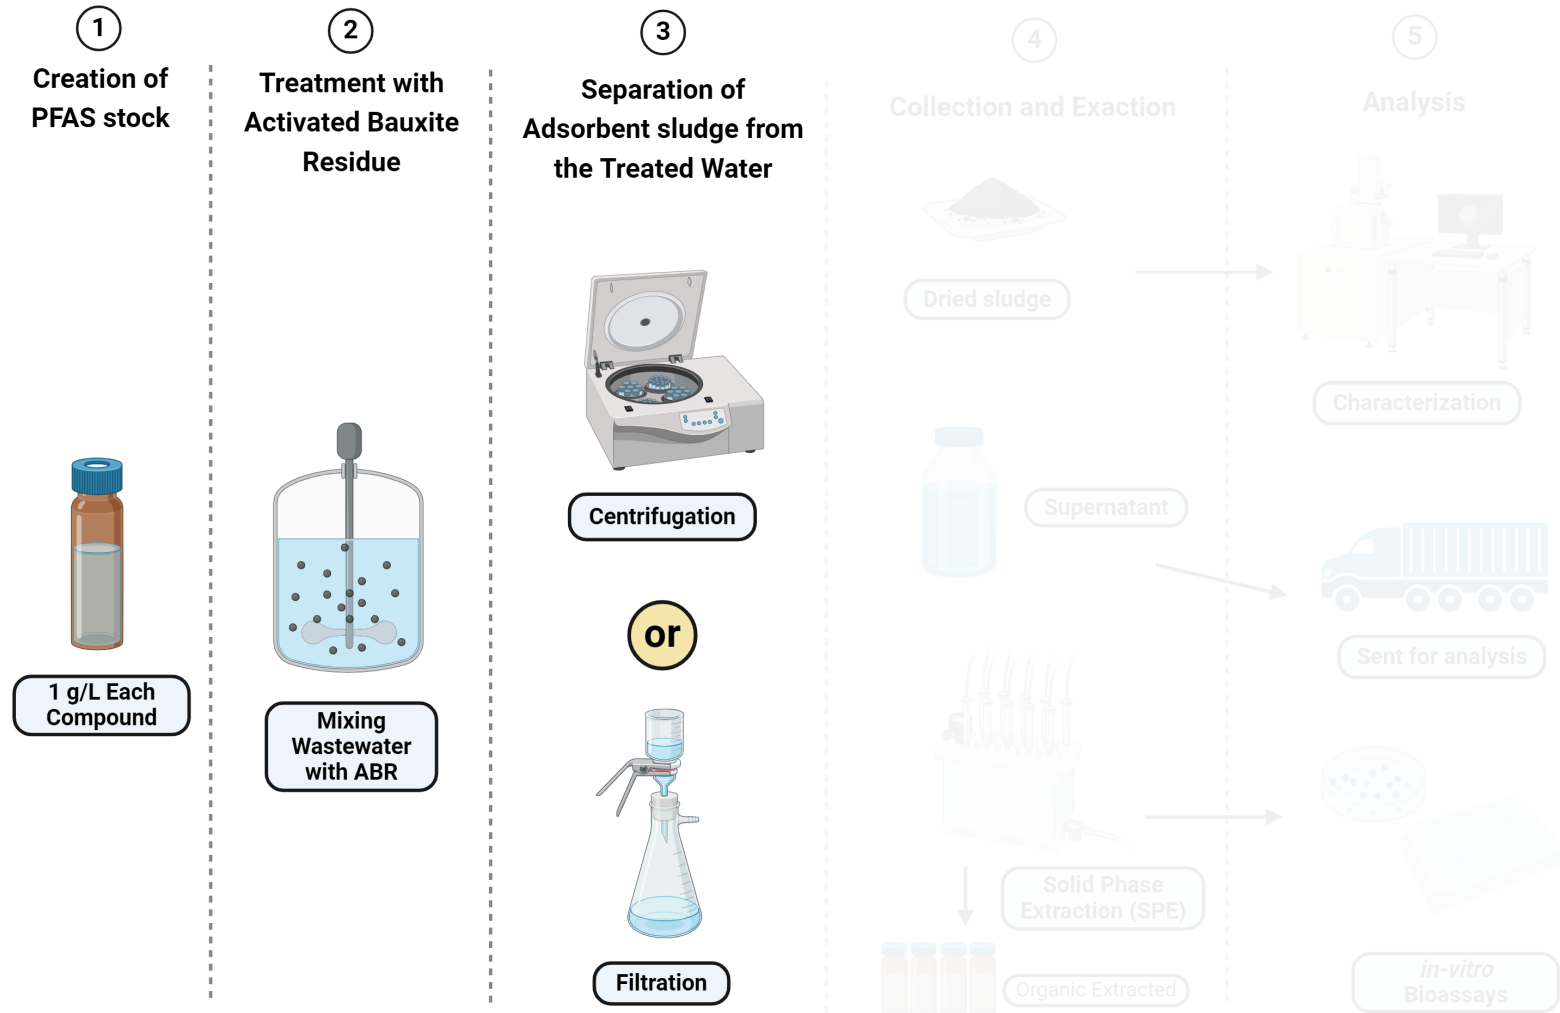 1
Creation of
PFAS stock
1 g/L Each
Compound
2
Treatment with
Activated Bauxite
Residue
Mixing
Wastewater
with ABR
3
Separation of
Adsorbent sludge from
the Treated Water
Centrifugation
or
Filtration
4
Collection and Exaction
Dried sludge
Supernatant
Solid Phase
Extraction (SPE)
Organic Extracted
5
Analysis
Characterization
Sent for analysis
in-vitro
Bioassays